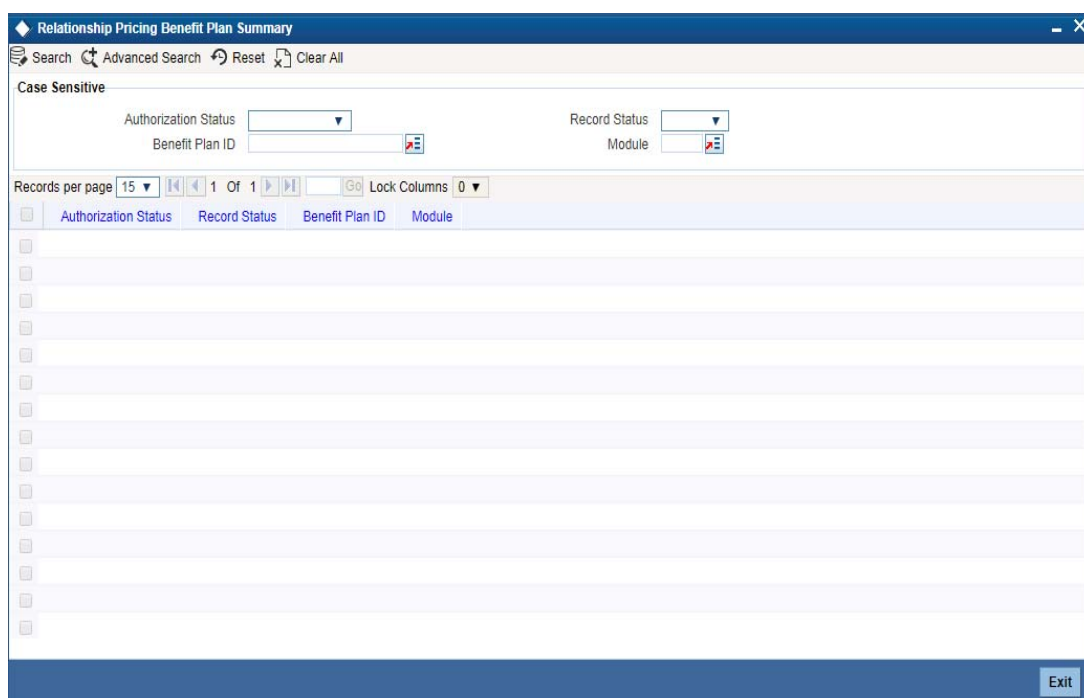 Relationship Pricing Benefit Plan Summary
Search Advanced Search Reset Clear All
Case Sensitive
Authorization Status Record Status
Benefit Plan ID Module
Records per page 15 1 Of 1 Go Lock Columns 0
Authorization Status Record Status Benefit Plan ID Module
Exit